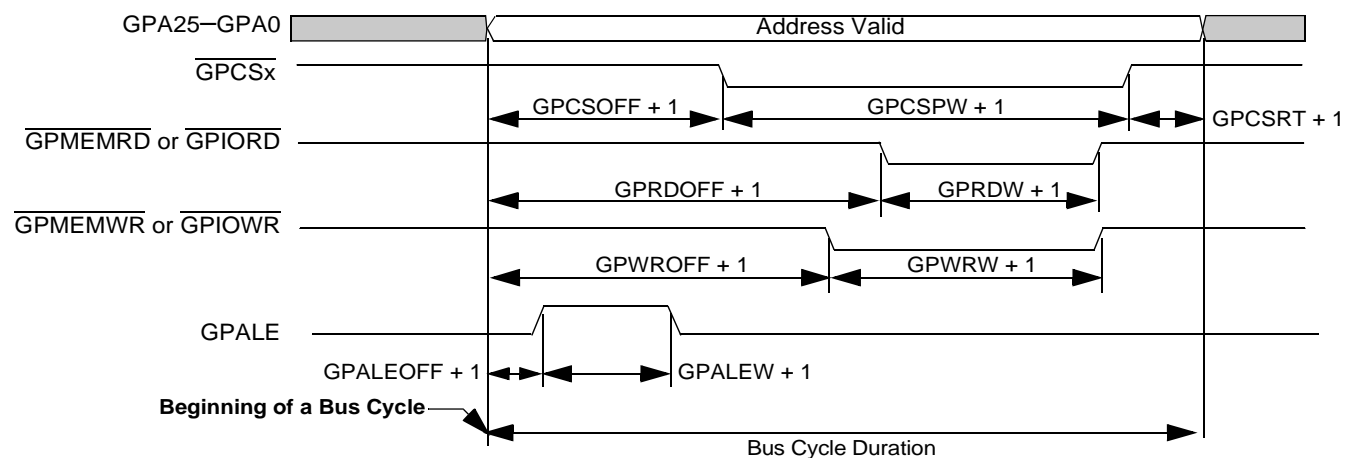 GPA25–GPA0
Address Valid
GPCSx
GPCSOFF + 1
GPCSPW + 1
GPCSRT + 1
GPMEMRD or GPIORD
GPRDOFF + 1
GPRDW + 1
GPMEMWR or GPIOWR
GPWROFF + 1
GPWRW + 1
GPALE
GPALEOFF + 1
GPALEW + 1
Beginning of a Bus Cycle
Bus Cycle Duration